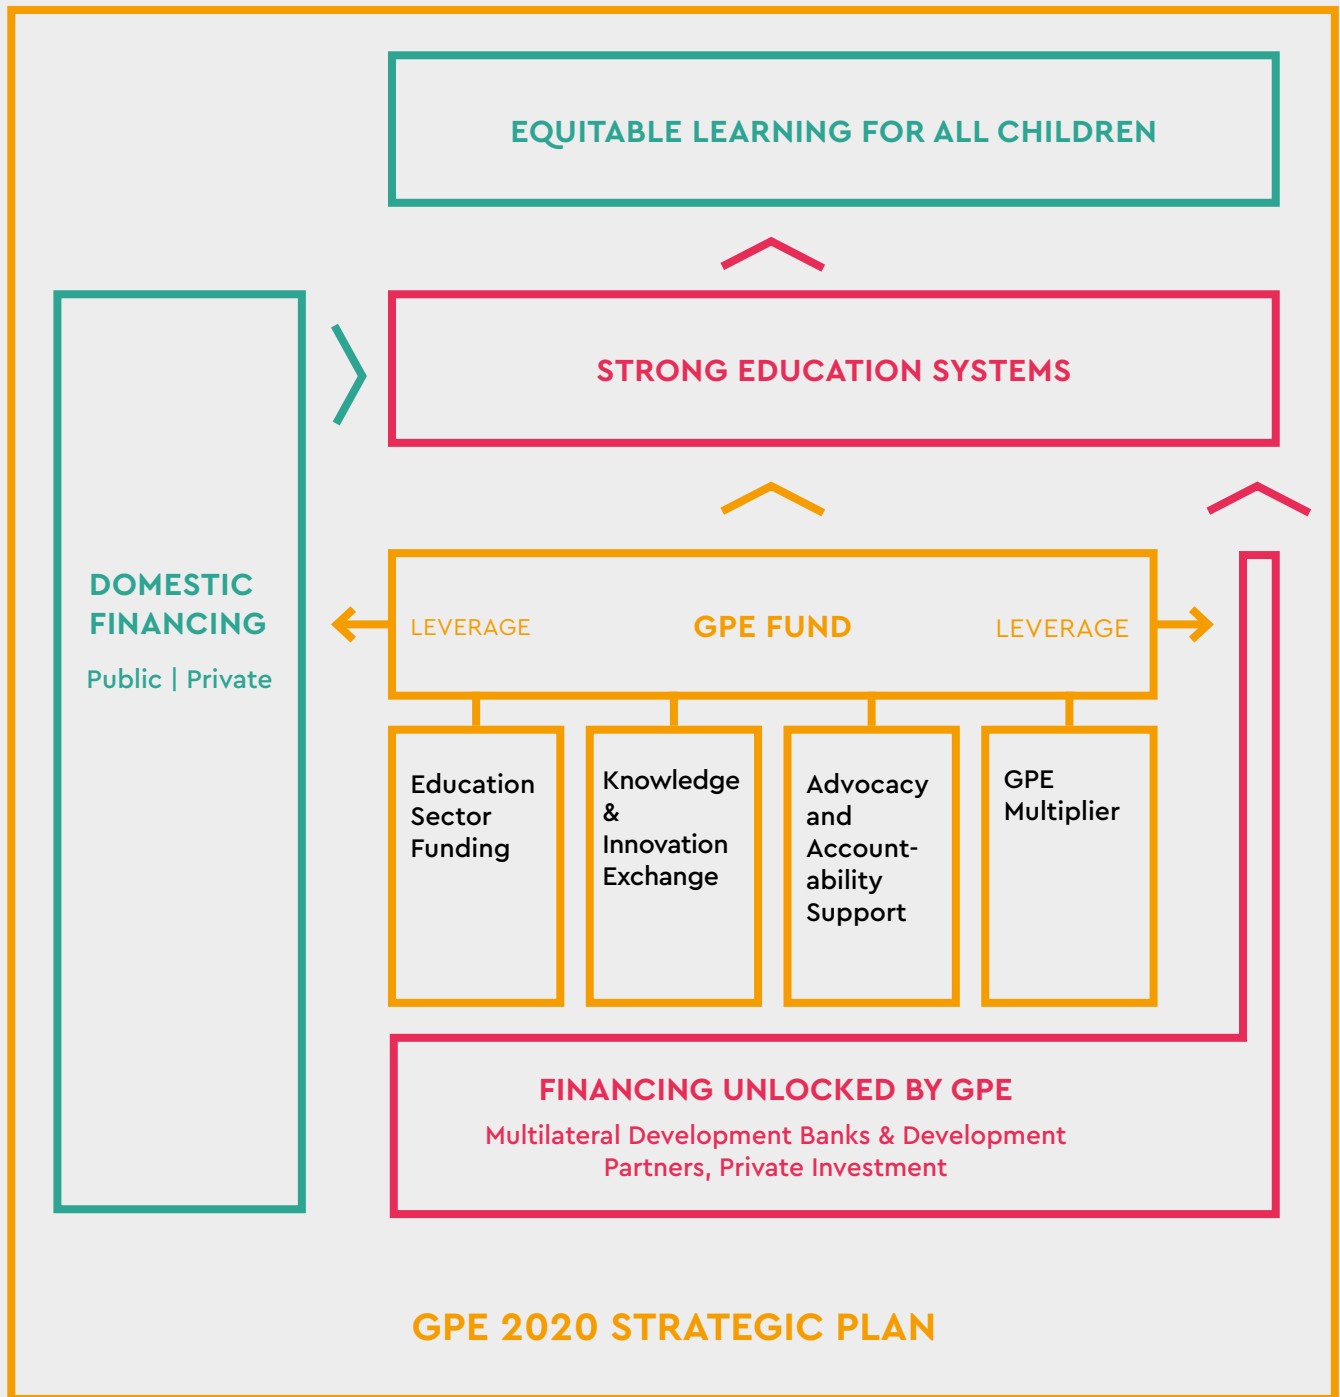 EQUITABLE LEARNING FOR ALL CHILDREN
STRONG EDUCATION SYSTEMS
DOMESTIC
FINANCING
Public | Private
LEVERAGE
GPE FUND
LEVERAGE
Education
Sector
Funding
Knowledge
&
Innovation
Exchange
Advocacy
and
Account-
ability
Support
GPE
Multiplier
FINANCING UNLOCKED BY GPE
Multilateral Development Banks & Development
Partners, Private Investment
GPE 2020 STRATEGIC PLAN